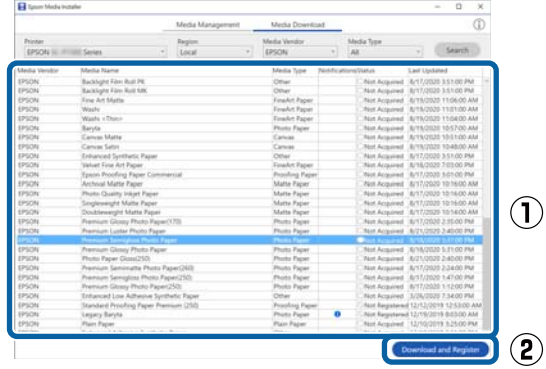 Epson Media Installer
Media Management Media Download
Printer Region Media Vendor Media Type
EPSON Series Local EPSON All Search
Media Vendor Media Name Media Type Notifications Status Last Updated
EPSON Backlight Film Roll PK Other Not Acquired 8/17/2020 3:51:00 PM
EPSON Backlight Film Roll MK Other Not Acquired 8/17/2020 3:51:00 PM
EPSON Fine Art Matte FineArt Paper Not Acquired 8/19/2020 11:06:00 AM
EPSON Washi FineArt Paper Not Acquired 8/19/2020 11:01:00 AM
EPSON Washi <Thin> FineArt Paper Not Acquired 8/19/2020 11:04:00 AM
EPSON Baryta Photo Paper Not Acquired 8/19/2020 10:57:00 AM
EPSON Canvas Matte Canvas Not Acquired 8/19/2020 10:51:00 AM
EPSON Canvas Satin Canvas Not Acquired 8/19/2020 10:48:00 AM
EPSON Enhanced Synthetic Paper Other Not Acquired 8/17/2020 3:51:00 PM
EPSON Velvet Fine Art Paper FineArt Paper Not Acquired 8/18/2020 7:03:00 PM
EPSON Epson Proofing Paper Commercial Proofing Paper Not Acquired 8/17/2020 3:01:00 PM
EPSON Archival Matte Paper Matte Paper Not Acquired 8/17/2020 10:16:00 AM
EPSON Photo Quality Inkjet Paper Matte Paper Not Acquired 8/17/2020 10:16:00 AM
EPSON Singleweight Matte Paper Matte Paper Not Acquired 8/17/2020 10:16:00 AM
EPSON Doubleweight Matte Paper Matte Paper Not Acquired 8/17/2020 10:14:00 AM
EPSON Premium Glossy Photo Paper(170) Photo Paper Not Acquired 8/17/2020 2:35:00 PM
EPSON Premium Luster Photo Paper Photo Paper Not Acquired 8/21/2020 2:40:00 PM
EPSON Premium Semigloss Photo Paper Photo Paper Not Acquired 8/18/2020 5:37:00 PM
EPSON Premium Glossy Photo Paper Photo Paper Not Acquired 8/18/2020 5:31:00 PM
EPSON Photo Paper Gloss(250) Photo Paper Not Acquired 8/21/2020 2:40:00 PM
EPSON Premium Semimatte Photo Paper(260) Photo Paper Not Acquired 8/17/2020 2:24:00 PM
EPSON Premium Semigloss Photo Paper(250) Photo Paper Not Acquired 8/17/2020 1:47:00 PM
EPSON Premium Glossy Photo Paper(250) Photo Paper Not Acquired 8/17/2020 1:12:00 PM
EPSON Enhanced Low Adhesive Synthetic Paper Other Not Acquired 3/26/2020 7:34:00 PM
EPSON Standard Proofing Paper Premium (250) Proofing Paper Not Registered 12/12/2019 12:53:00 AM
EPSON Legacy Baryta Photo Paper Not Registered 12/17/2019 8:03:00 AM
EPSON Plain Paper Plain Paper Not Acquired 12/10/2019 3:25:00 PM
①
Download and Register ②